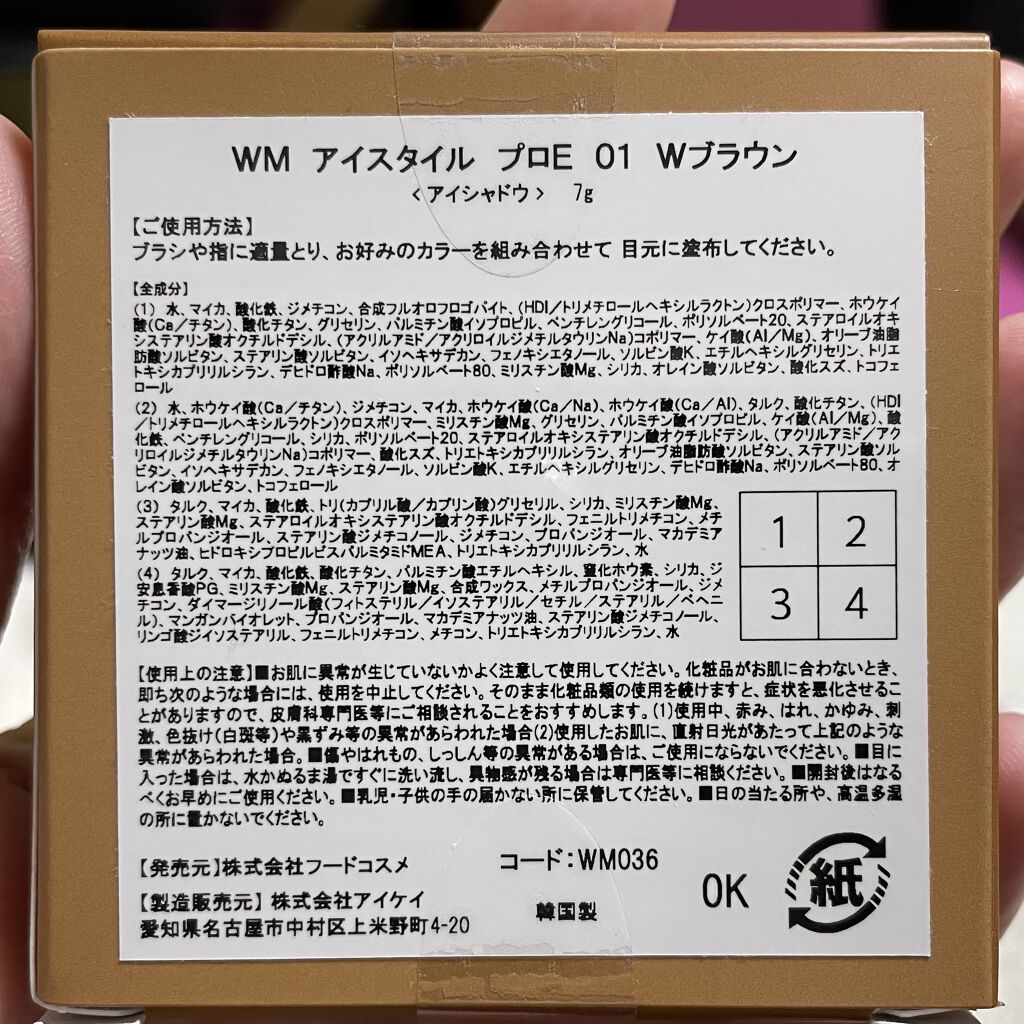 WM アイスタイル プロE 01 Wブラウン
<アイシャドウ> 7g
【ご使用方法】
ブラシや指に適量とり、お好みのカラーを組み合わせて 目元に塗布してください。
【全成分】
(1) 水、マイカ、酸化鉄、ジメチコン、合成フルオロフロゴパイト、(HDI/トリメチロールヘキシルラクトン)クロスポリマー、ホウケイ
酸(Ca/チタン)、酸化チタン、グリセリン、パルミチン酸イソプロピル、ペンチレングリコール、ポリソルベート20、ステアロイルオキ
システアリン酸オクチルドデシル、(アクリルアミド/アクリロイルジメチルタウリンNa)コポリマー、ケイ酸(Al/Mg)、オリーブ油脂
肪酸ソルビタン、ステアリン酸ソルビタン、イソヘキサデカン、フェノキシエタノール、ソルビン酸K、エチルヘキシルグリセリン、トリエ
トキシカプリリルシラン、デヒドロ酢酸Na、ポリソルベート80、ミリスチン酸Mg、シリカ、オレイン酸ソルビタン、酸化スズ、トコフェ
ロール
(2) 水、ホウケイ酸(Ca/チタン)、ジメチコン、マイカ、ホウケイ酸(Ca/Na)、ホウケイ酸(Ca/Al)、タルク、酸化チタン、(HDI
/トリメチロールヘキシルラクトン)クロスポリマー、ミリスチン酸Mg、グリセリン、パルミチン酸イソプロピル、ケイ酸(Al/Mg)、酸
化鉄、ペンチレングリコール、シリカ、ポリソルベート20、ステアロイルオキシステアリン酸オクチルドデシル、(アクリルアミド/アク
リロイルジメチルタウリンNa)コポリマー、酸化スズ、トリエトキシカプリリルシラン、オリーブ油脂肪酸ソルビタン、ステアリン酸ソル
ビタン、イソヘキサデカン、フェノキシエタノール、ソルビン酸K、エチルヘキシルグリセリン、デヒドロ酢酸Na、ポリソルベート80、オ
レイン酸ソルビタン、トコフェロール
(3) タルク、マイカ、酸化鉄、トリ(カプリル酸/カプリン酸)グリセリル、シリカ、ミリスチン酸Mg、
ステアリン酸Mg、ステアロイルオキシステアリン酸オクチルドデシル、フェニルトリメチコン、メチ
ルプロパンジオール、ステアリン酸ジメチコノール、ジメチコン、プロパンジオール、マカデミア
ナッツ油、ヒドロキシプロピルビスパルミタミドMEA、トリエトキシカプリリルシラン、水
(4) タルク、マイカ、酸化鉄、酸化チタン、パルミチン酸エチルヘキシル、窒化ホウ素、シリカ、ジ
安息香酸PG、ミリスチン酸Mg、ステアリン酸Mg、合成ワックス、メチルプロパンジオール、ジメ
チコン、ダイマージリノール酸(フィトステリル/イソステアリル/セチル/ステアリル/ベヘニ
ル)、マンガンバイオレット、プロパンジオール、マカデミアナッツ油、ステアリン酸ジメチコノール、
リンゴ酸ジイソステアリル、フェニルトリメチコン、メチコン、トリエトキシカプリリルシラン、水
1 2
3 4
【使用上の注意】■お肌に異常が生じていないかよく注意して使用してください。化粧品がお肌に合わないとき、
即ち次のような場合には、使用を中止してください。そのまま化粧品類の使用を続けますと、症状を悪化させるこ
とがありますので、皮膚科専門医等にご相談されることをおすすめします。(1)使用中、赤み、はれ、かゆみ、刺
激、色抜け(白斑等)や黒ずみ等の異常があらわれた場合(2)使用したお肌に、直射日光があたって上記のような
異常があらわれた場合。■傷やはれもの、しっしん等の異常がある場合は、ご使用にならないでください。■目に
入った場合は、水かぬるま湯ですぐに洗い流し、異物感が残る場合は専門医等に相談ください。■開封後はなる
べくお早めにご使用ください。■乳児・子供の手の届かない所に保管してください。■日の当たる所や、高温多湿
の所に置かないでください。
【発売元】株式会社フードコスメ
コード:WM036
【製造販売元】 株式会社アイケイ
愛知県名古屋市中村区上米野町4-20
韓国製
OK
紙